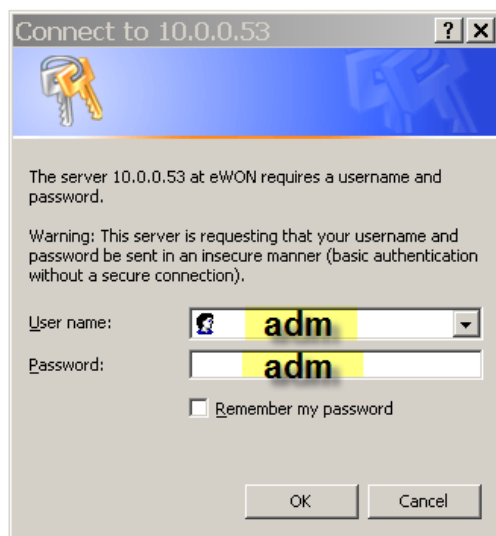 Connect to 10.0.0.53
The server 10.0.0.53 at eWON requires a username and
password.
Warning: This server is requesting that your username and
password be sent in an insecure manner (basic authentication
without a secure connection).
User name:
adm
Password:
adm
Remember my password
OK
Cancel